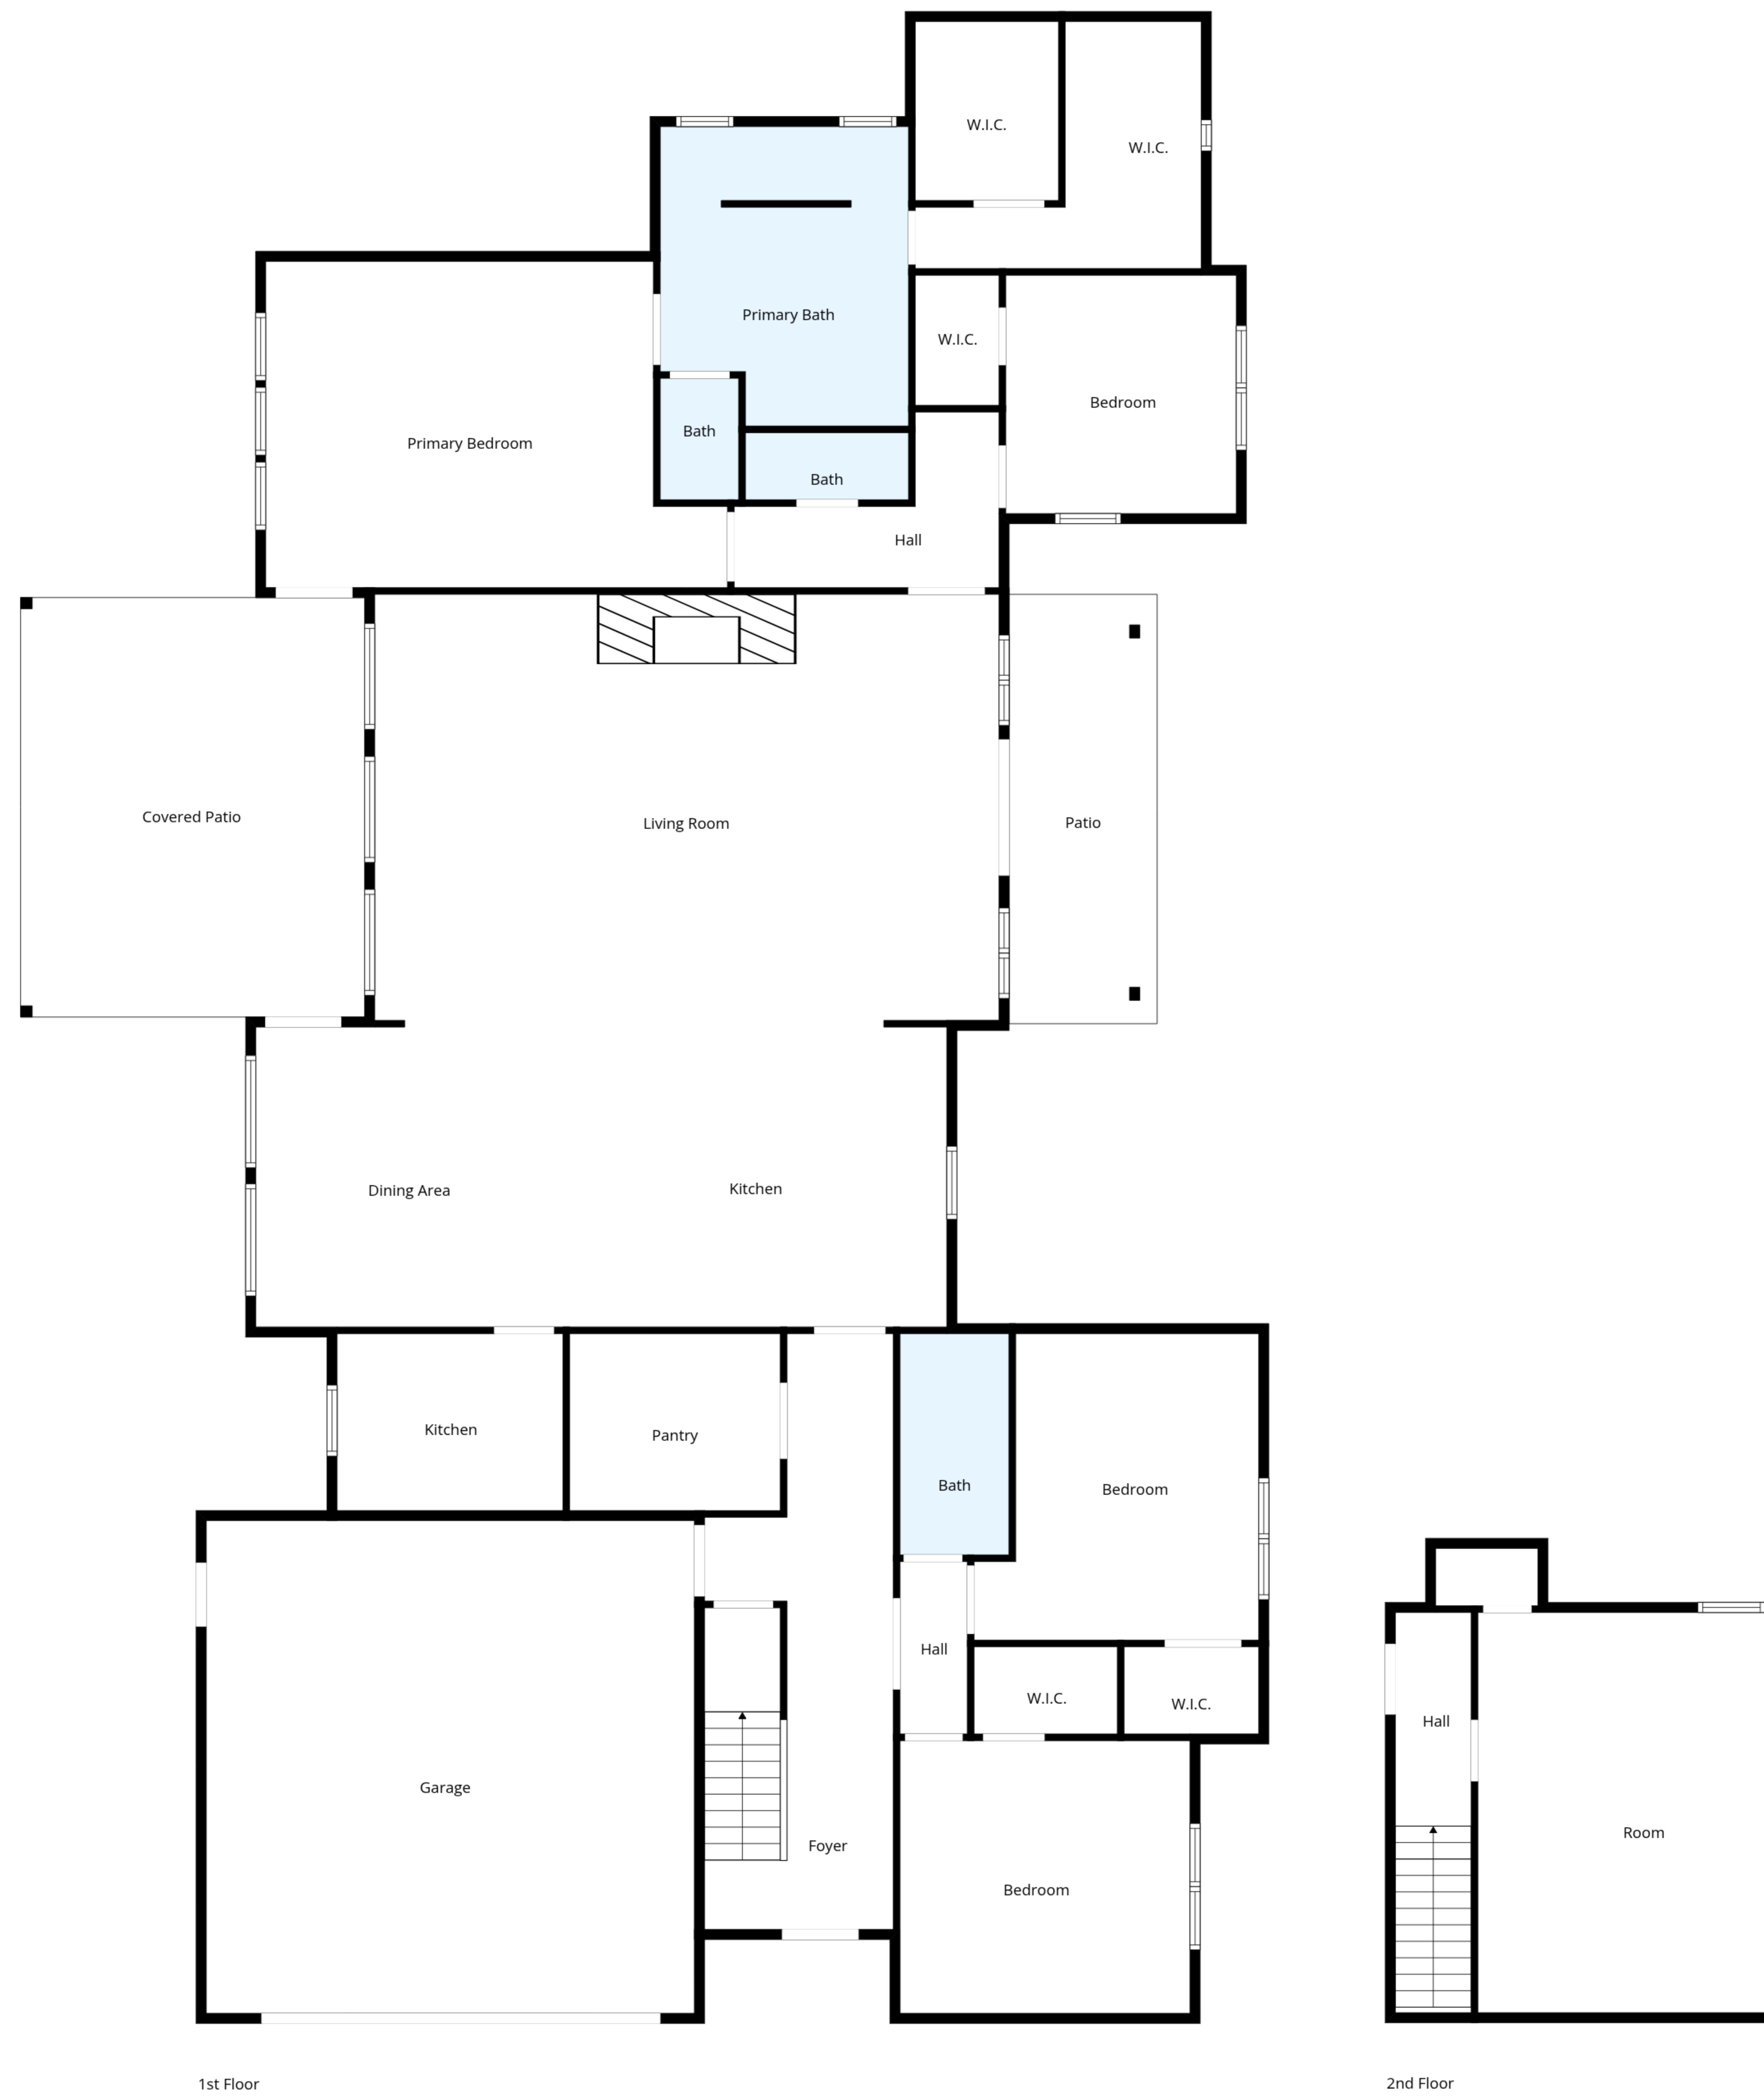 W.I.C.
W.I.C.
Primary Bath
W.I.C.
Bedroom
Primary Bedroom
Bath
Bath
Hall
Covered Patio
Living Room
Patio
Dining Area
Kitchen
Kitchen
Pantry
Bath
Bedroom
Hall
W.I.C.
W.I.C.
Garage
Foyer
Bedroom
Hall
Room
1st Floor
2nd Floor